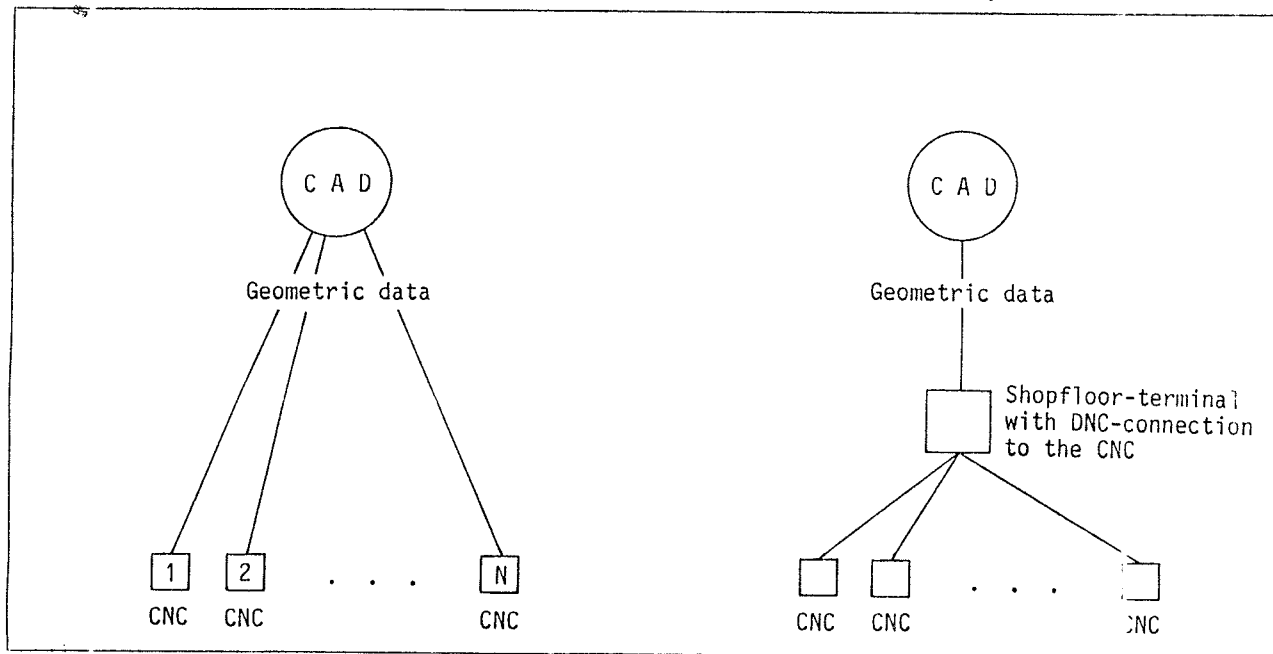 C A D
Geometric data
1
2
. . .
N
CNC
CNC
CNC
C A D
Geometric data
Shopfloor-terminal
with DNC-connection
to the CNC
. . .
CNC
CNC
CNC